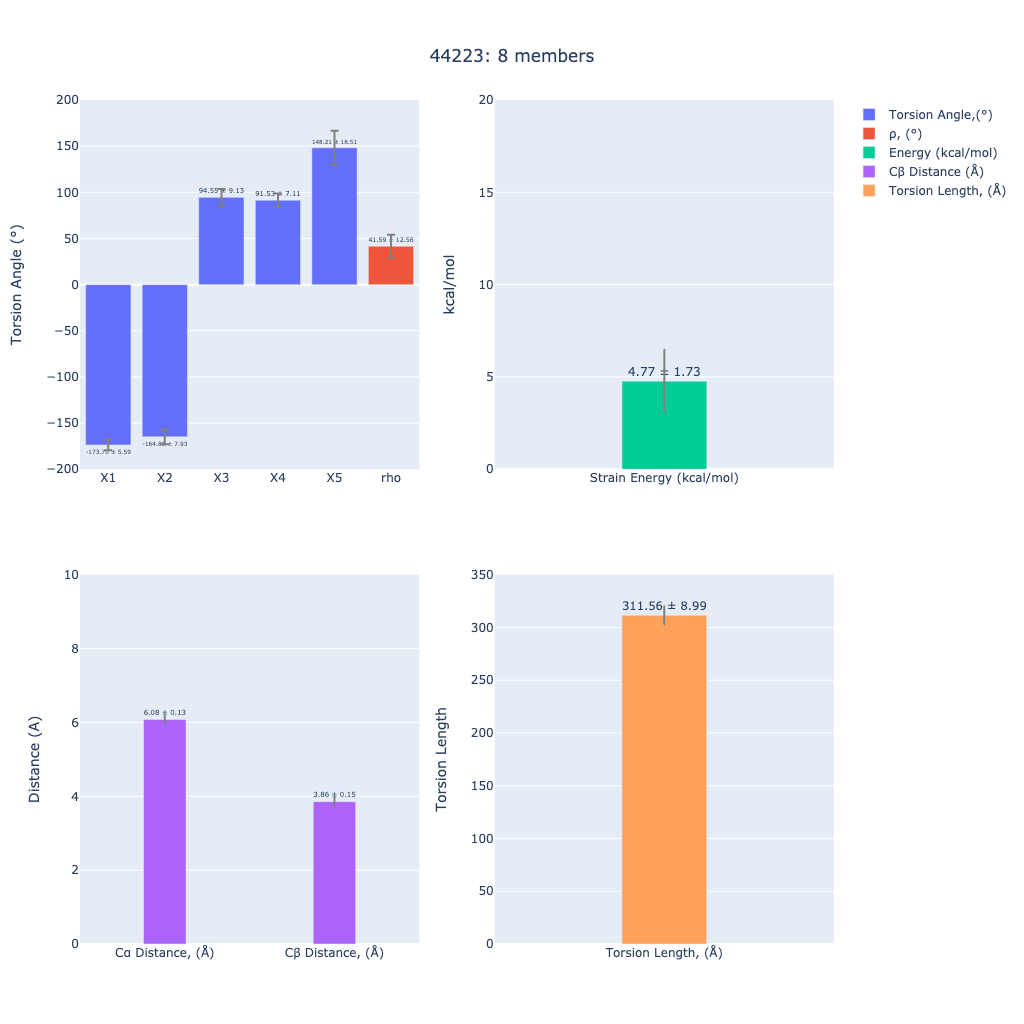 44223: 8 members
Torsion Angle (°)
200
150
100
50
0
−50
−100
−150
−200
94.55 ± 9.13
91.53 ± 7.11
148.21 ± 18.51
41.59 ± 12.56
-173.70 ± 5.59
± 7.93
X1
X2
X3
X4
X5
rho
kcal/mol
20
15
10
5
0
4.77 ± 1.73
Strain Energy (kcal/mol)
Torsion Angle,(°)
ρ, (°)
Energy (kcal/mol)
Cβ Distance (Å)
Torsion Length, (Å)
Distance (A)
10
8
6
4
2
0
6.08 ± 0.13
3.86 ± 0.15
Cα Distance, (Å)
Cβ Distance, (Å)
Torsion Length
350
300
250
200
150
100
50
0
311.56 ± 8.99
Torsion Length, (Å)